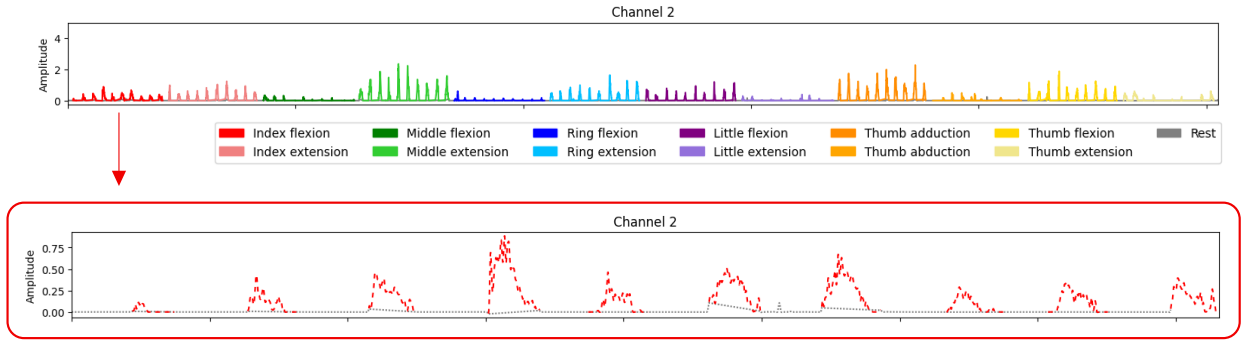 Channel 2
Amplitude
4
2
0
Index flexion Middle flexion Ring flexion Little flexion Thumb adduction Thumb flexion Rest
Index extension Middle extension Ring extension Little extension Thumb abduction Thumb extension
Channel 2
Amplitude
0.75
0.50
0.25
0.00